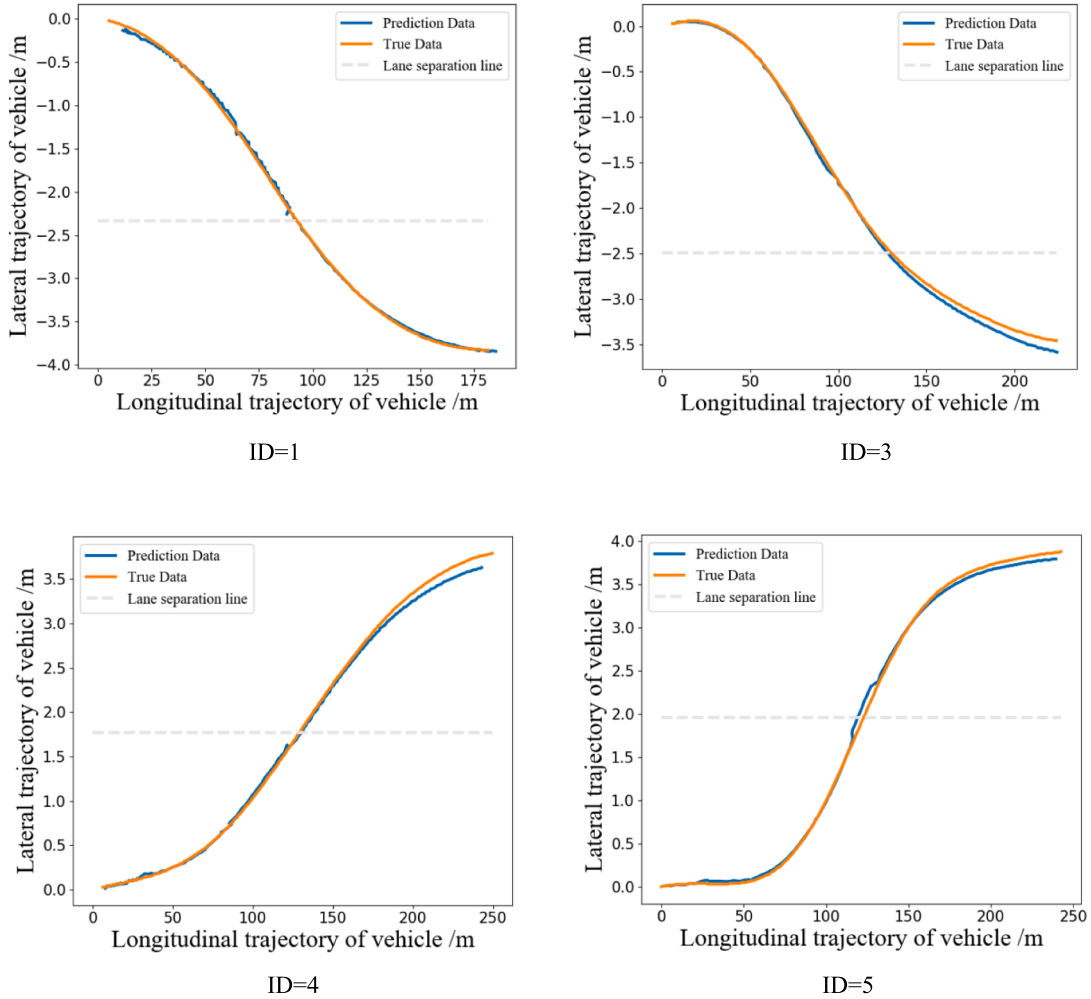 Prediction Data
True Data
Lane separation line
Lateral trajectory of vehicle /m
0.0
−0.5
−1.0
−1.5
−2.0
−2.5
−3.0
−3.5
−4.0
0 25 50 75 100 125 150 175
Longitudinal trajectory of vehicle /m
ID=1
Prediction Data
True Data
Lane separation line
Lateral trajectory of vehicle /m
0.0
−0.5
−1.0
−1.5
−2.0
−2.5
−3.0
−3.5
0 50 100 150 200
Longitudinal trajectory of vehicle /m
ID=3
Prediction Data
True Data
Lane separation line
Lateral trajectory of vehicle /m
3.5
3.0
2.5
2.0
1.5
1.0
0.5
0.0
0 50 100 150 200 250
Longitudinal trajectory of vehicle /m
ID=4
Prediction Data
True Data
Lane separation line
Lateral trajectory of vehicle /m
4.0
3.5
3.0
2.5
2.0
1.5
1.0
0.5
0.0
0 50 100 150 200 250
Longitudinal trajectory of vehicle /m
ID=5